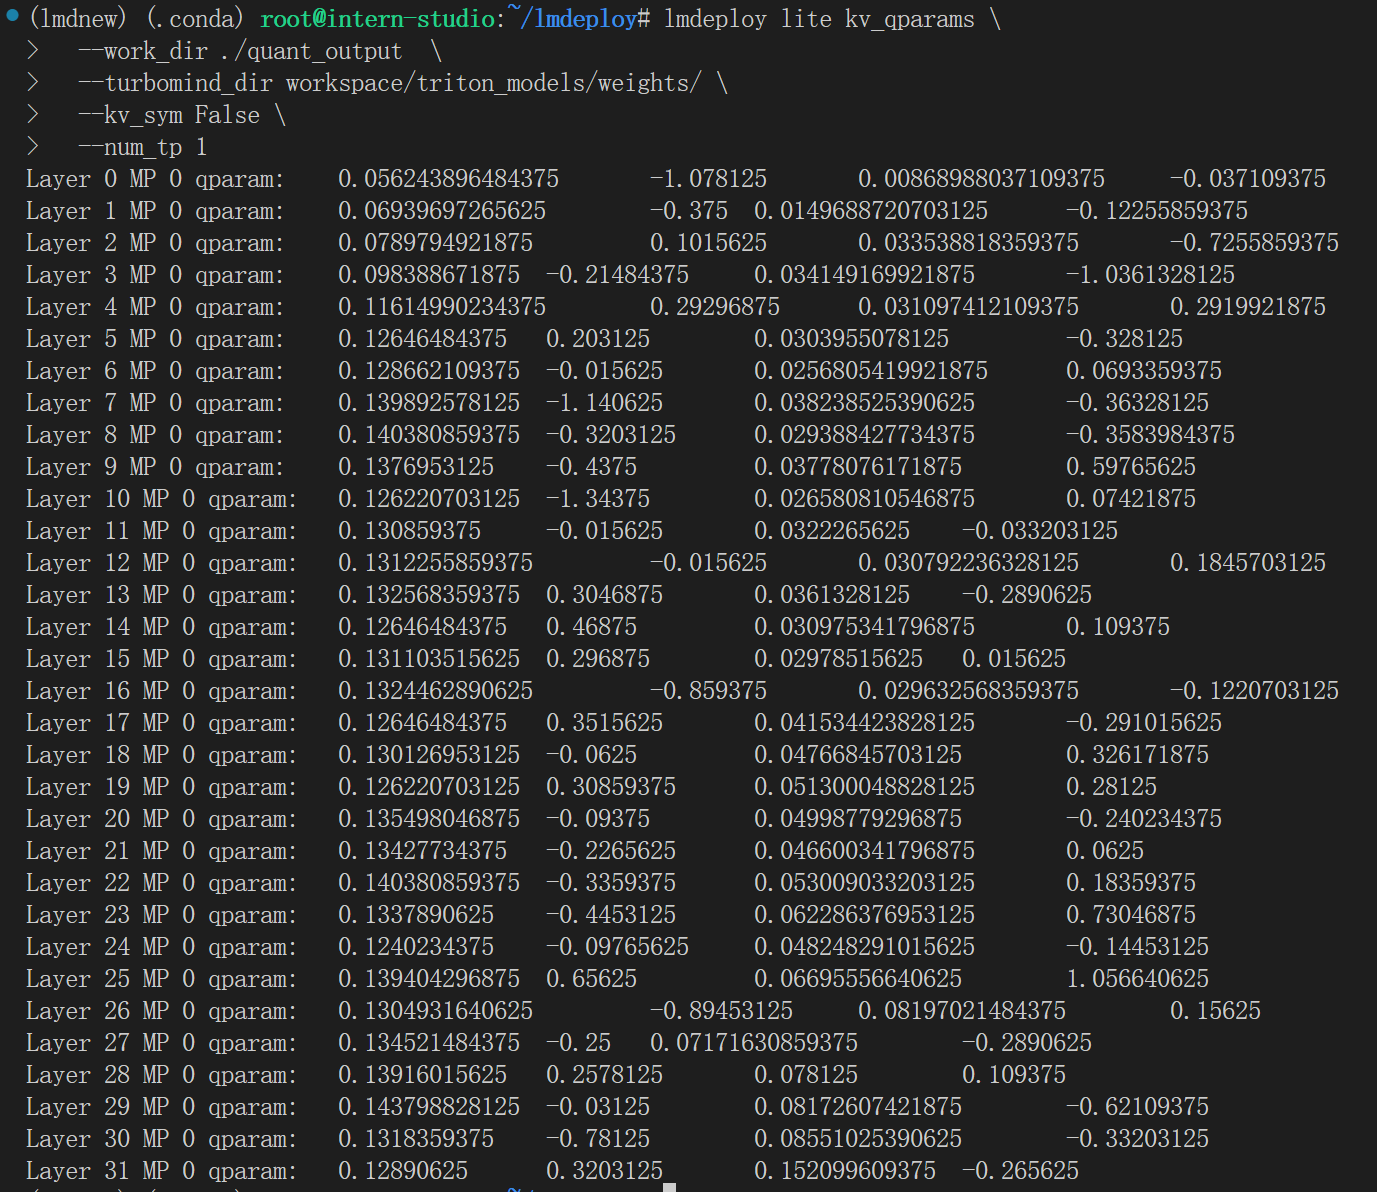 (lmdnew) (.conda) root@intern-studio:~/lmdeploy# lmdeploy lite kv_qparams \
>   --work_dir ./quant_output  \
>   --turbomind_dir workspace/triton_models/weights/ \
>   --kv_sym False \
>   --num_tp 1
Layer 0 MP 0 qparam: 0.056243896484375 -1.078125 0.00868988037109375 -0.037109375
Layer 1 MP 0 qparam: 0.06939697265625 -0.375 0.0149688720703125 -0.12255859375
Layer 2 MP 0 qparam: 0.0789794921875 0.1015625 0.033538818359375 -0.7255859375
Layer 3 MP 0 qparam: 0.098388671875 -0.21484375 0.034149169921875 -1.0361328125
Layer 4 MP 0 qparam: 0.11614990234375 0.29296875 0.031097412109375 0.2919921875
Layer 5 MP 0 qparam: 0.12646484375 0.203125 0.0303955078125 -0.328125
Layer 6 MP 0 qparam: 0.128662109375 -0.015625 0.0256805419921875 0.0693359375
Layer 7 MP 0 qparam: 0.139892578125 -1.140625 0.038238525390625 -0.36328125
Layer 8 MP 0 qparam: 0.140380859375 -0.3203125 0.029388427734375 -0.3583984375
Layer 9 MP 0 qparam: 0.1376953125 -0.4375 0.03778076171875 0.59765625
Layer 10 MP 0 qparam: 0.126220703125 -1.34375 0.026580810546875 0.07421875
Layer 11 MP 0 qparam: 0.130859375 -0.015625 0.0322265625 -0.033203125
Layer 12 MP 0 qparam: 0.1312255859375 -0.015625 0.030792236328125 0.1845703125
Layer 13 MP 0 qparam: 0.132568359375 0.3046875 0.0361328125 -0.2890625
Layer 14 MP 0 qparam: 0.12646484375 0.46875 0.030975341796875 0.109375
Layer 15 MP 0 qparam: 0.131103515625 0.296875 0.02978515625 0.015625
Layer 16 MP 0 qparam: 0.1324462890625 -0.859375 0.029632568359375 -0.1220703125
Layer 17 MP 0 qparam: 0.12646484375 0.3515625 0.041534423828125 -0.291015625
Layer 18 MP 0 qparam: 0.130126953125 -0.0625 0.04766845703125 0.326171875
Layer 19 MP 0 qparam: 0.126220703125 0.30859375 0.051300048828125 0.28125
Layer 20 MP 0 qparam: 0.135498046875 -0.09375 0.04998779296875 -0.240234375
Layer 21 MP 0 qparam: 0.13427734375 -0.2265625 0.046600341796875 0.0625
Layer 22 MP 0 qparam: 0.140380859375 -0.3359375 0.053009033203125 0.18359375
Layer 23 MP 0 qparam: 0.1337890625 -0.4453125 0.062286376953125 0.73046875
Layer 24 MP 0 qparam: 0.1240234375 -0.09765625 0.048248291015625 -0.14453125
Layer 25 MP 0 qparam: 0.139404296875 0.65625 0.06695556640625 1.056640625
Layer 26 MP 0 qparam: 0.1304931640625 -0.89453125 0.08197021484375 0.15625
Layer 27 MP 0 qparam: 0.134521484375 -0.25 0.07171630859375 -0.2890625
Layer 28 MP 0 qparam: 0.13916015625 0.2578125 0.078125 0.109375
Layer 29 MP 0 qparam: 0.143798828125 -0.03125 0.08172607421875 -0.62109375
Layer 30 MP 0 qparam: 0.1318359375 -0.78125 0.08551025390625 -0.33203125
Layer 31 MP 0 qparam: 0.12890625 0.3203125 0.152099609375 -0.265625